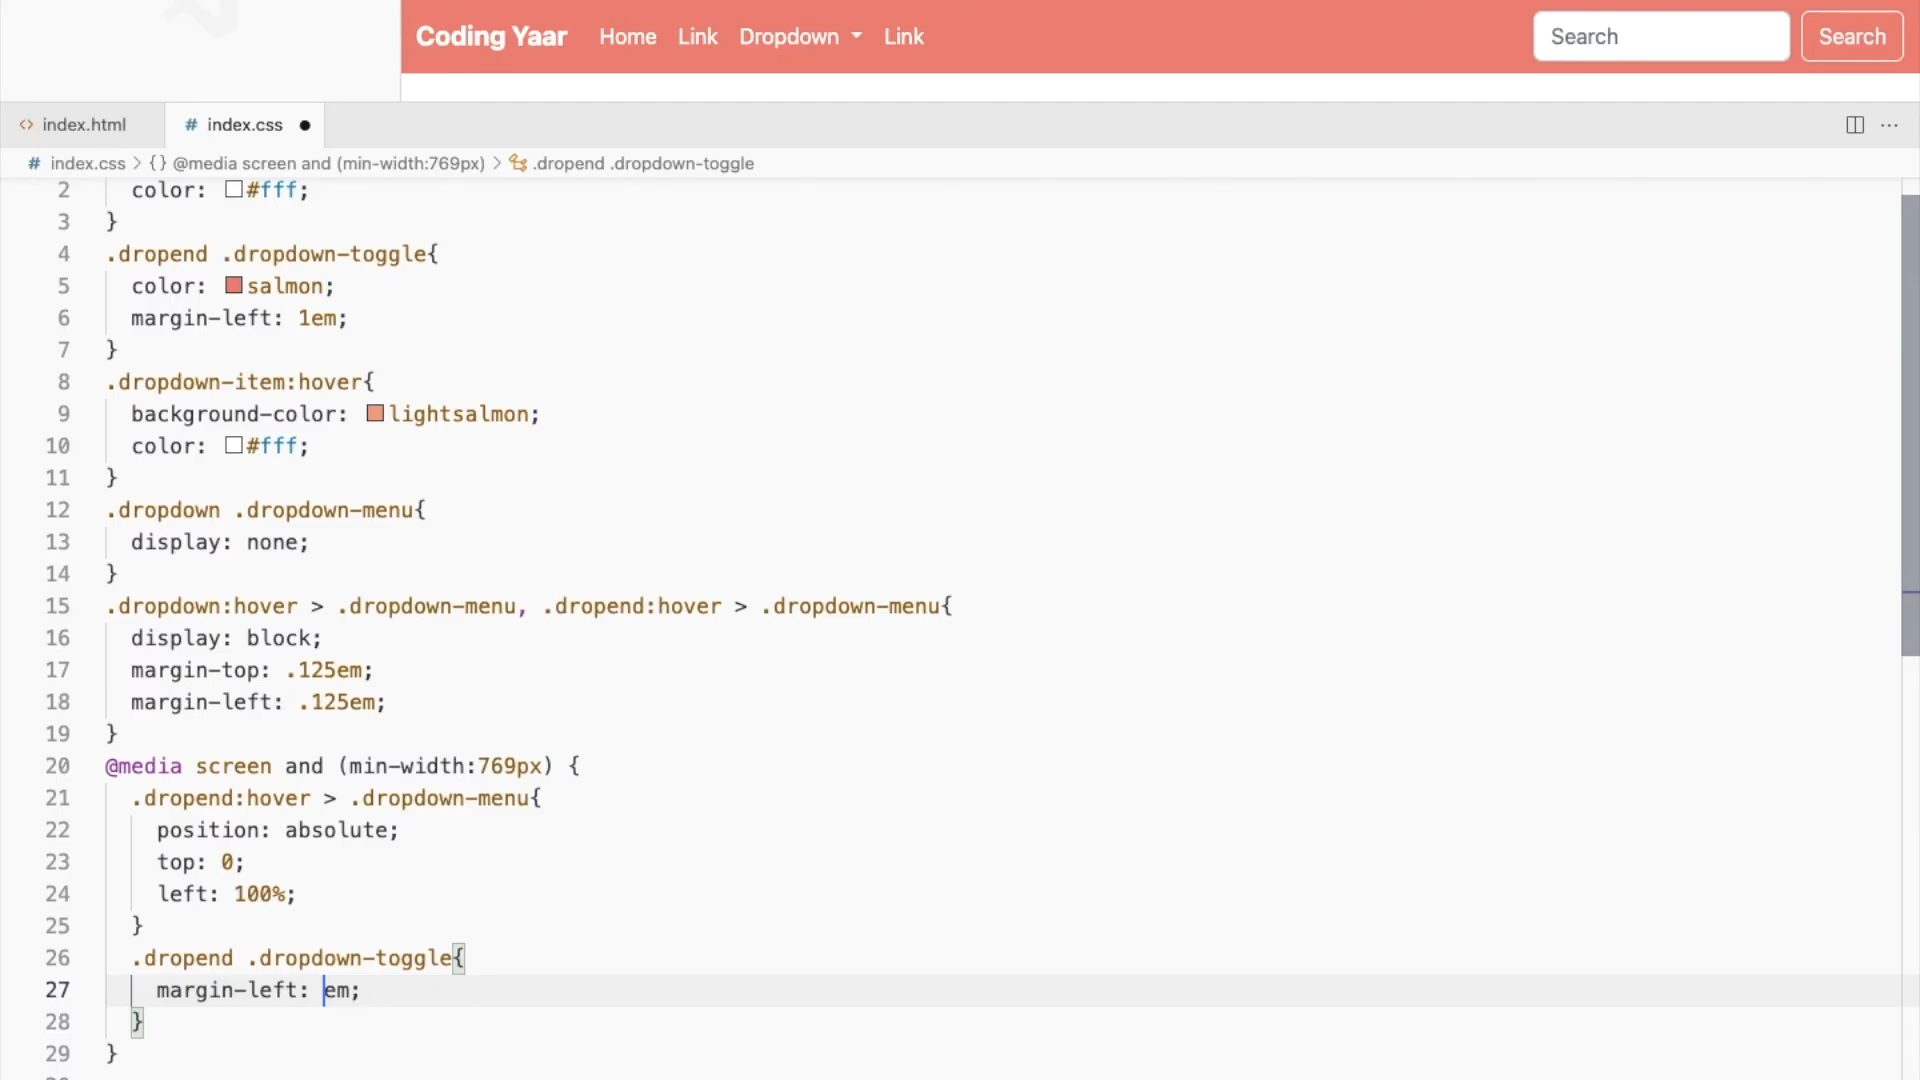 Coding Yaar Home Link Dropdown Link Search Search
index.html # index.css
# index.css > {} @media screen and (min-width:769px) > .dropend .dropdown-toggle
2 color: #fff;
3 }
4 .dropend .dropdown-toggle{
5 color: salmon;
6 margin-left: 1em;
7 }
8 .dropdown-item:hover{
9 background-color: lightsalmon;
10 color: #fff;
11 }
12 .dropdown .dropdown-menu{
13 display: none;
14 }
15 .dropdown:hover > .dropdown-menu, .dropend:hover > .dropdown-menu{
16 display: block;
17 margin-top: .125em;
18 margin-left: .125em;
19 }
20 @media screen and (min-width:769px) {
21 .dropend:hover > .dropdown-menu{
22 position: absolute;
23 top: 0;
24 left: 100%;
25 }
26 .dropend .dropdown-toggle{
27 margin-left: em;
28 }
29 }